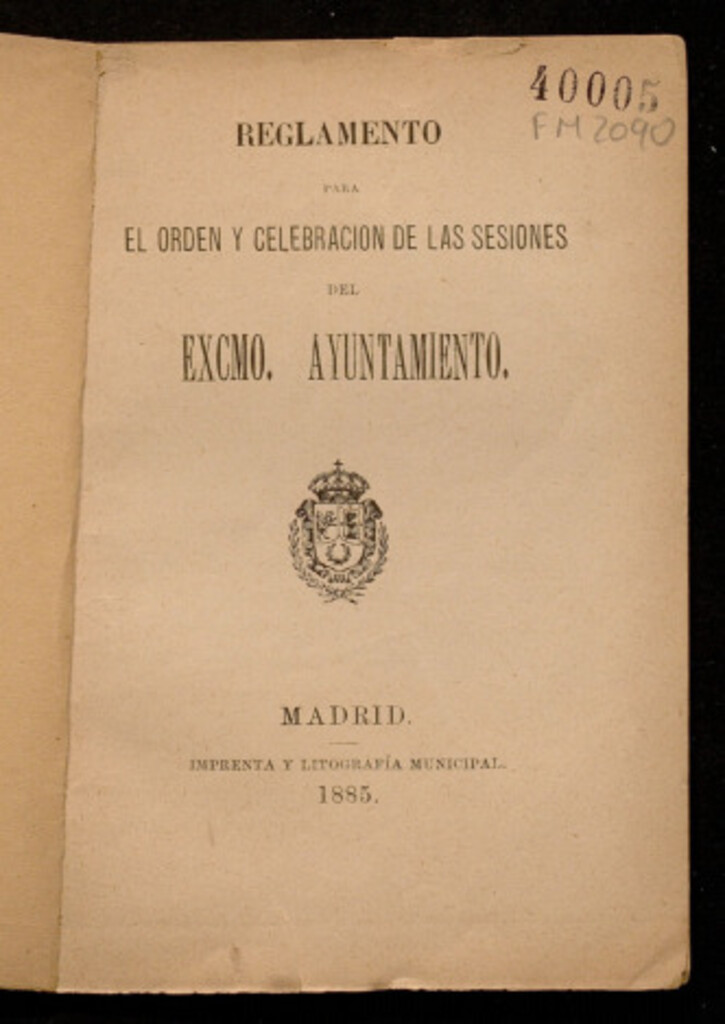 40005
FM 2090
REGLAMENTO
PARA
EL ORDEN Y CELEBRACION DE LAS SESIONES
DEL
EXCMO. AYUNTAMIENTO.
MADRID.
IMPRENTA Y LITOGRAFÍA MUNICIPAL.
1885.